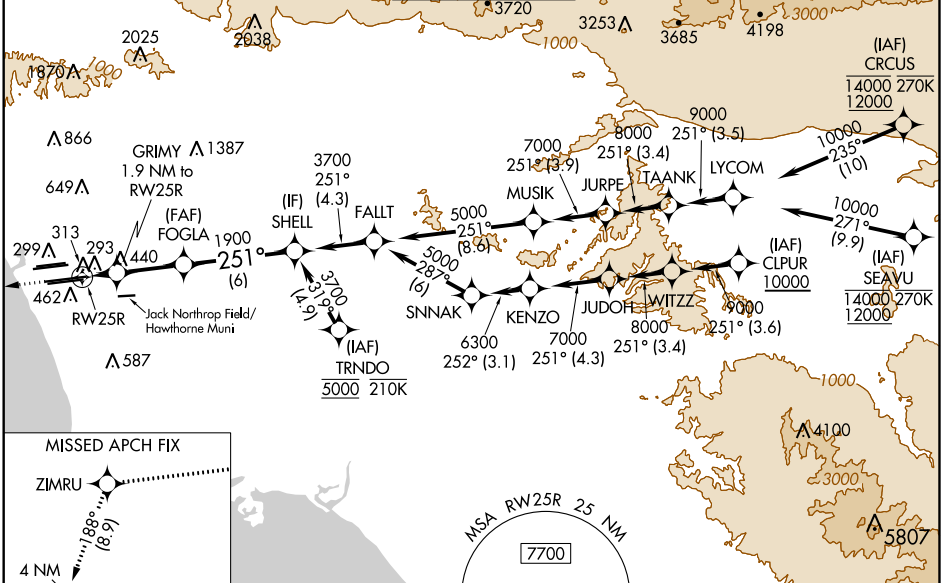 3720
3253
3685
4198
3000
2038
2025
1870
1000
1000
(IAF)
CRCUS
14000 270K
12000
866
GRIMY
1.9 NM to
RW25R
1387
649
3700
251°
(4.3)
7000
251° (3.9)
8000
251° (3.4)
9000
251° (3.5)
10000
235°
(10)
MUSIK
JURPE
TAANK
LYCOM
(IF)
SHELL
FALLT
(FAF)
FOGLA
1900
251°
(6)
5000
251°
(8.6)
10000
271°
(9.9)
313
299
293
440
462
RW25R
Jack Northrop Field/
Hawthorne Muni
5000
287°
(6)
3700
319°
(4.9)
(IAF)
CLPUR
10000
(IAF)
SEAVU
14000 270K
12000
SNNAK
KENZO
JUDOH
WITZZ
6300
252° (3.1)
7000
251° (4.3)
8000
251° (3.4)
9000
251° (3.6)
(IAF)
TRNDO
5000 210K
587
1000
4100
3000
5807
MISSED APCH FIX
ZIMRU
188°
(8.9)
4 NM
MSA RW25R 25 NM
7700